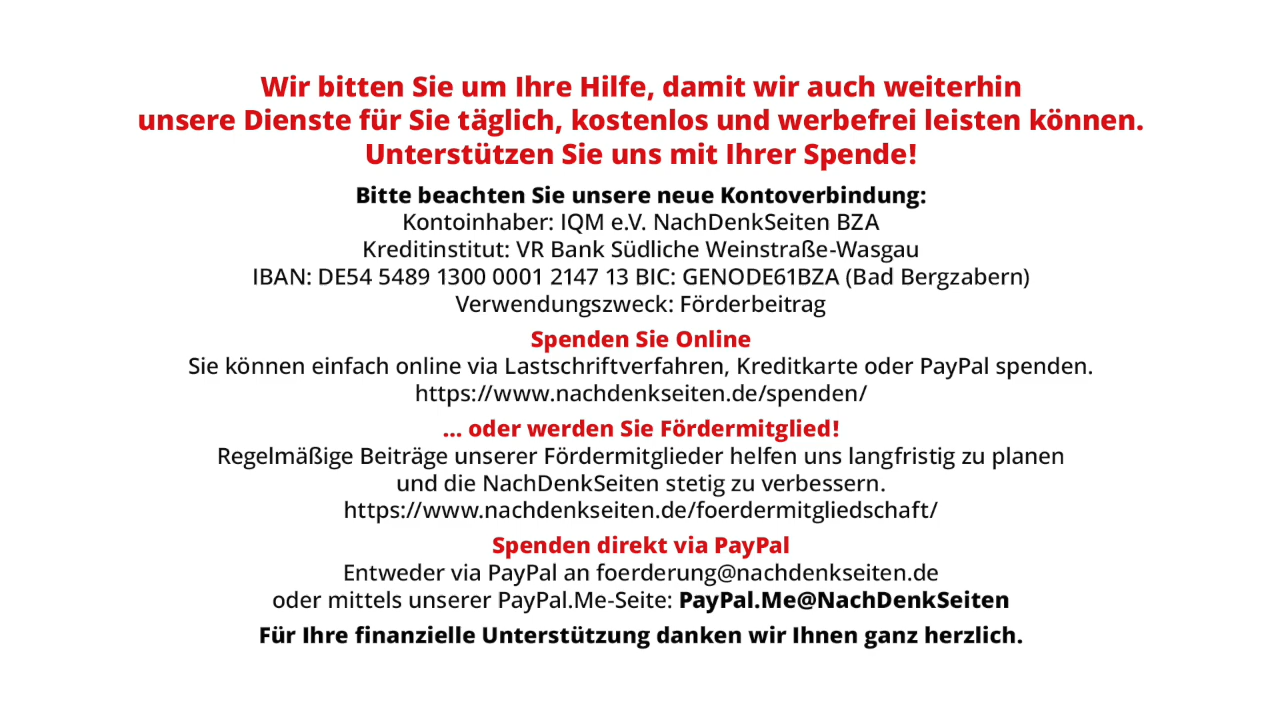 Wir bitten Sie um Ihre Hilfe, damit wir auch weiterhin
unsere Dienste für Sie täglich, kostenlos und werbefrei leisten können.
Unterstützen Sie uns mit Ihrer Spende!
Bitte beachten Sie unsere neue Kontoverbindung:
Kontoinhaber: IQM e.V. NachDenkSeiten BZA
Kreditinstitut: VR Bank Südliche Weinstraße-Wasgau
IBAN: DE54 5489 1300 0001 2147 13 BIC: GENODE61BZA (Bad Bergzabern)
Verwendungszweck: Förderbeitrag
Spenden Sie Online
Sie können einfach online via Lastschriftverfahren, Kreditkarte oder PayPal spenden.
https://www.nachdenkseiten.de/spenden/
... oder werden Sie Fördermitglied!
Regelmäßige Beiträge unserer Fördermitglieder helfen uns langfristig zu planen
und die NachDenkSeiten stetig zu verbessern.
https://www.nachdenkseiten.de/foerdermitgliedschaft/
Spenden direkt via PayPal
Entweder via PayPal an foerderung@nachdenkseiten.de
oder mittels unserer PayPal.Me-Seite: PayPal.Me@NachDenkSeiten
Für Ihre finanzielle Unterstützung danken wir Ihnen ganz herzlich.